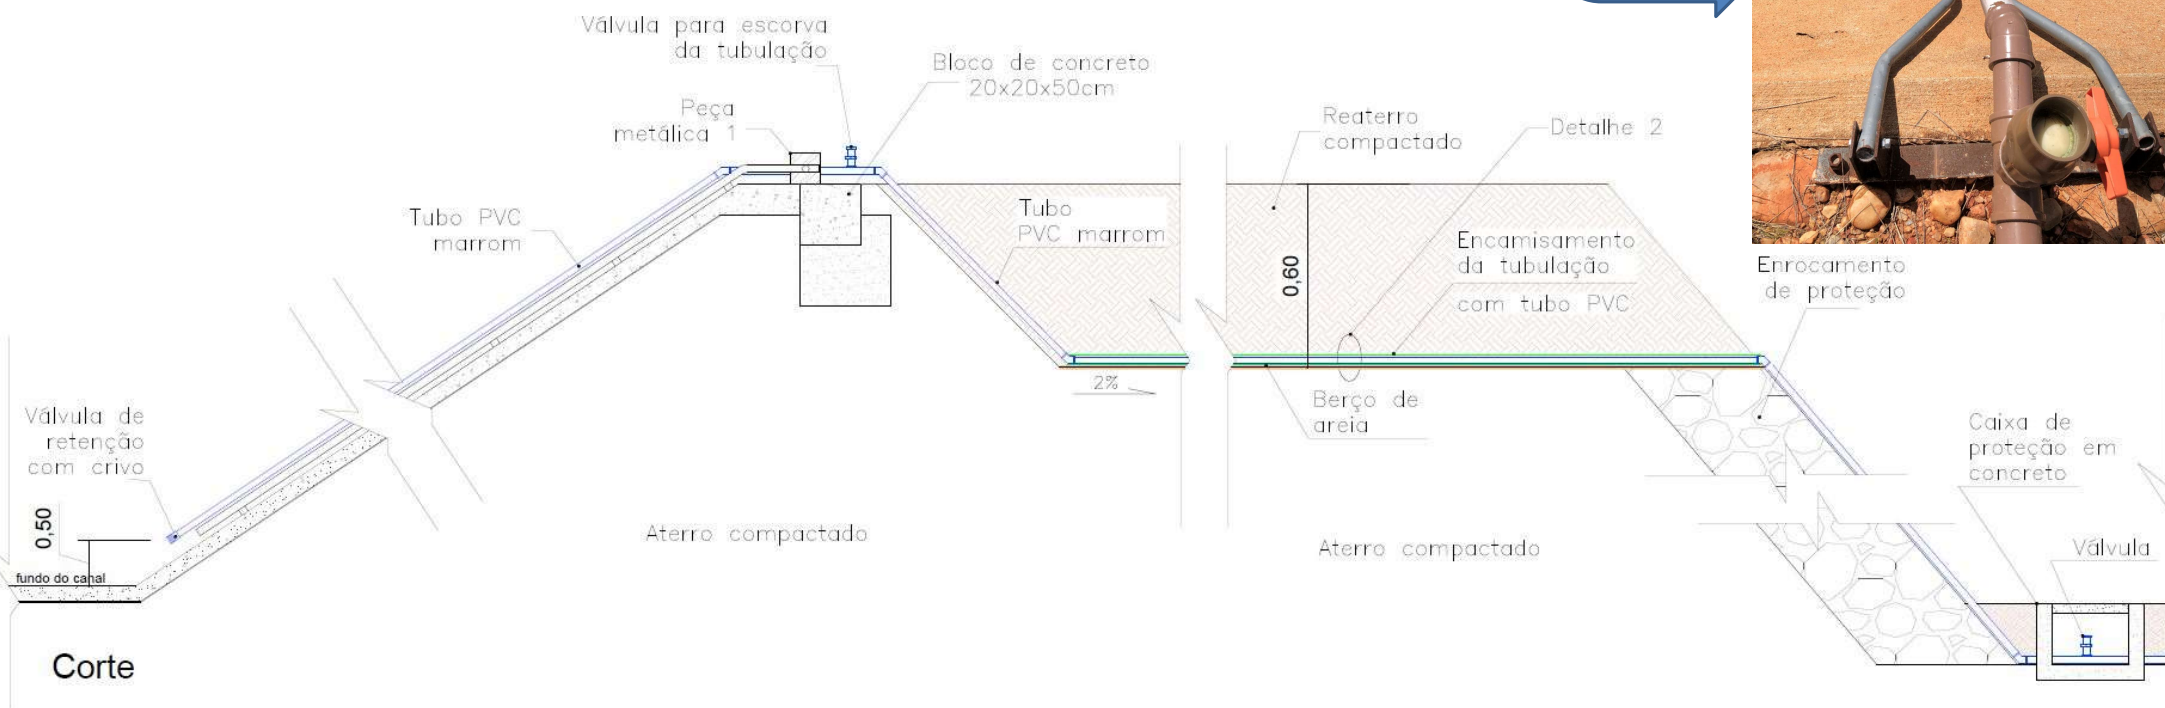 Válvula para escorva
da tubulação
Bloco de concreto
20x20x50cm
Peça
metálica 1
Reaterro
compactado
Detalhe 2
Tubo PVC
marrom
Tubo
PVC marrom
Encamisamento
da tubulação
com tubo PVC
0,60
Enrocamento
de proteção
2%
Berço de
areia
Válvula de
retenção
com crivo
Caixa de
proteção em
concreto
0,50
Aterro compactado
Aterro compactado
Válvula
fundo do canal
Corte